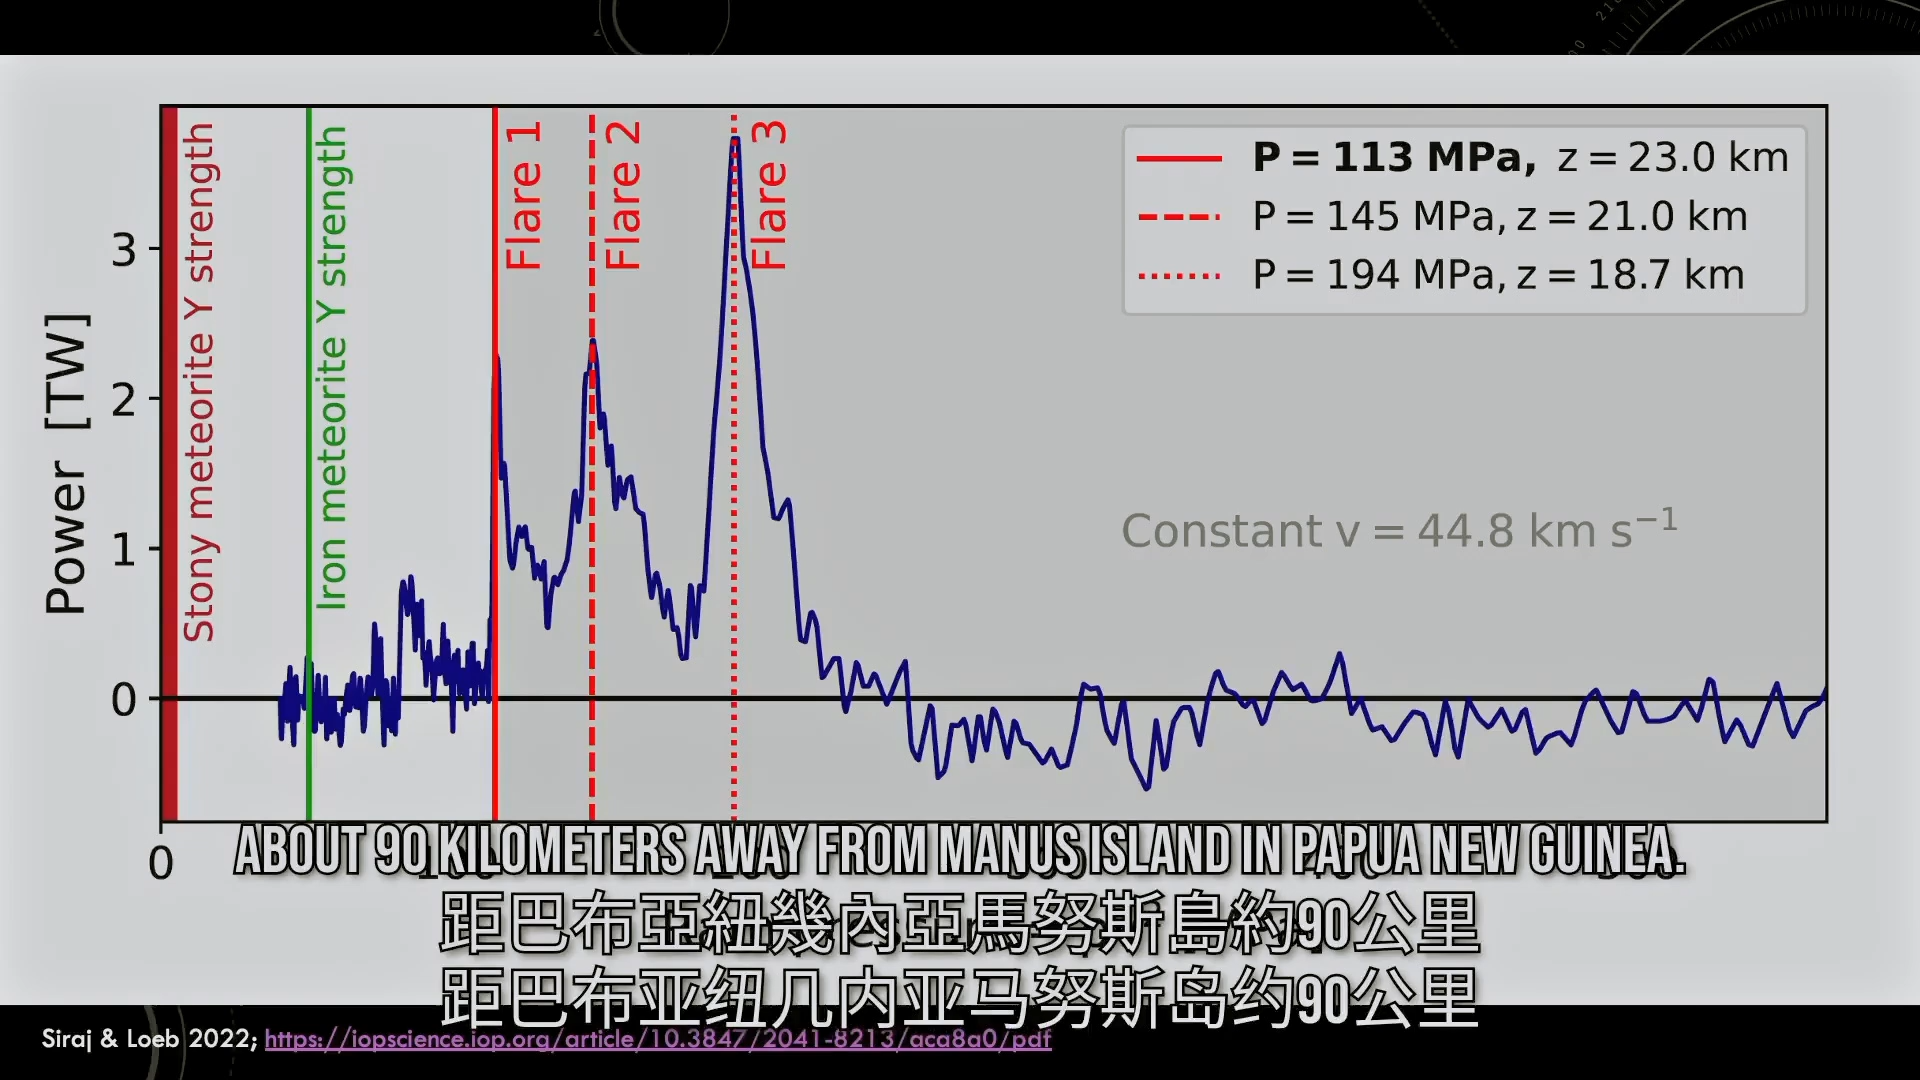 210
Stony meteorite Y strength
Iron meteorite Y strength
Flare 1
Flare 2
Flare 3
P = 113 MPa, z = 23.0 km
P = 145 MPa, z = 21.0 km
P = 194 MPa, z = 18.7 km
Constant v = 44.8 km s⁻¹
Power [TW]
3
2
1
0
0
ABOUT 90 KILOMETERS AWAY FROM MANUS ISLAND IN PAPUA NEW GUINEA.
距巴布亞紐幾內亞馬努斯島約90公里
距巴布亚纽几内亚马努斯岛约90公里
Siraj & Loeb 2022; https://iopscience.iop.org/article/10.3847/2041-8213/aca8a0/pdf